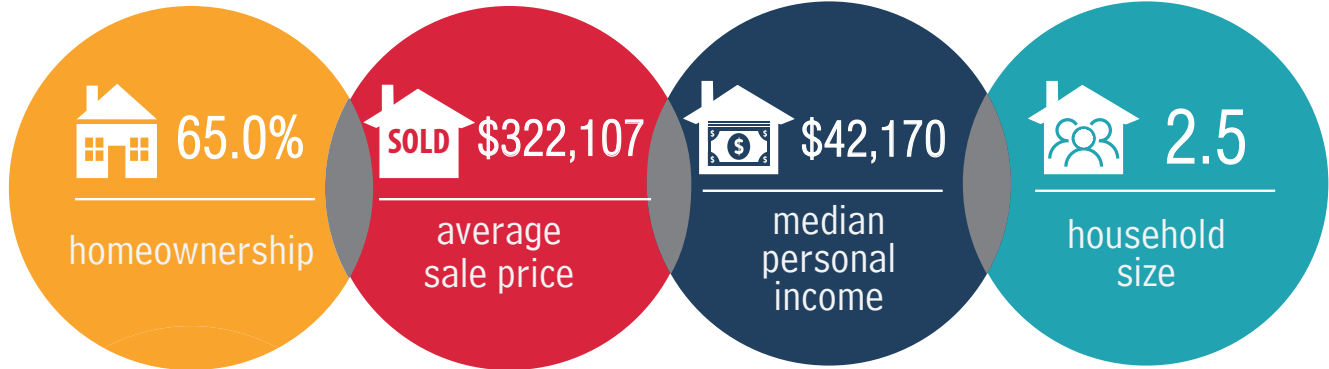 65.0%
homeownership
SOLD
$322,107
average
sale price
$ $
$
$ $
$42,170
median
personal
income
2.5
household
size